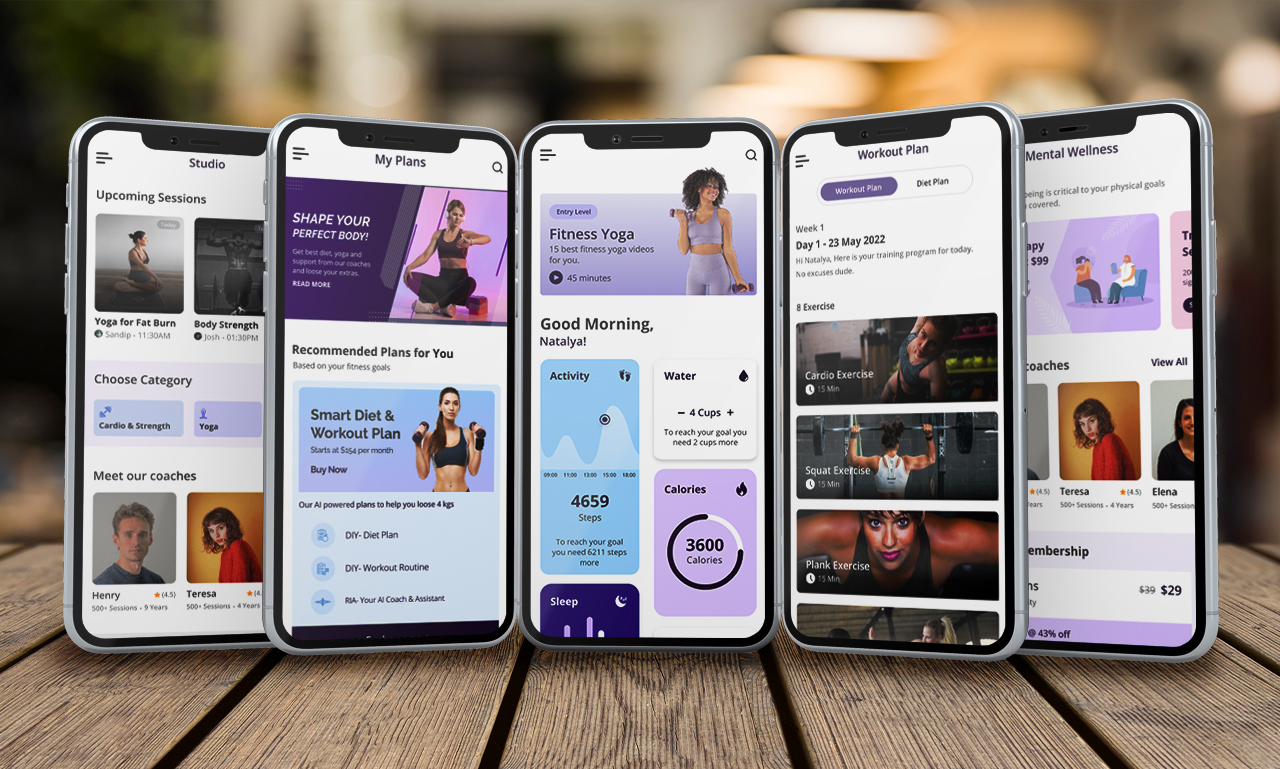 Studio
Upcoming Sessions
Today
Yoga for Fat Burn
Sandip - 11:30AM
Body Strength
Josh - 01:30PM
Choose Category
Cardio & Strength
Yoga
Meet our coaches
Henry
(4.5)
500+ Sessions - 9 Years
Teresa
(4.
500+ Sessions - 4 Years
My Plans
SHAPE YOUR
PERFECT BODY!
Get best diet, yoga and
support from our coaches
and loose your extras.
READ MORE
Recommended Plans for You
Based on your fitness goals
Smart Diet &
Workout Plan
Starts at $154 per month
Buy Now
Our AI powered plans to help you loose 4 kgs
DIY- Diet Plan
DIY- Workout Routine
RIA- Your AI Coach & Assistant
Entry Level
Fitness Yoga
15 best fitness yoga videos
for you.
45 minutes
Good Morning,
Natalya!
Activity
09:00 11:00 13:00 15:00 18:00
4659
Steps
To reach your goal
you need 6211 steps
more
Sleep
Water
− 4 Cups +
To reach your goal you
need 2 cups more
Calories
3600
Calories
Workout Plan
Workout Plan
Diet Plan
Week 1
Day 1 - 23 May 2022
Hi Natalya, Here is your training program for today.
No excuses dude.
8 Exercise
Cardio Exercise
15 Min
Squat Exercise
15 Min
Plank Exercise
15 Min
Mental Wellness
being is critical to your physical goals
covered.
apy
$99
Tr
Se
200
sig
S
oaches
View All
(4.5)
Years
Teresa
(4.5)
500+ Sessions - 4 Years
Elena
500+ Session
embership
ns
ty
$39 $29
@ 43% off